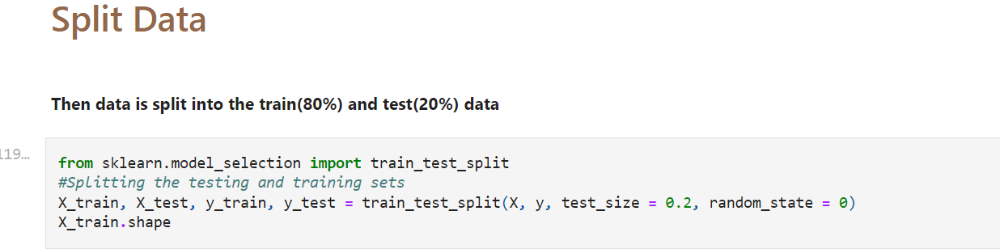 Split Data
Then data is split into the train(80%) and test(20%) data
119...
from sklearn.model_selection import train_test_split
#Splitting the testing and training sets
X_train, X_test, y_train, y_test = train_test_split(X, y, test_size = 0.2, random_state = 0)
X_train.shape